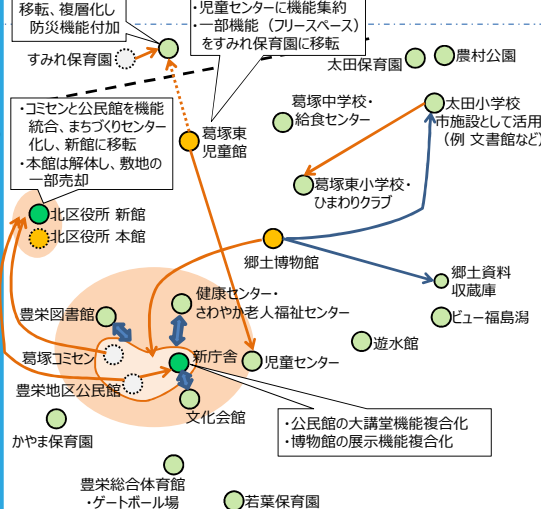 移転、複層化し
防災機能付加
・児童センターに機能集約
・一部機能（フリースペース）
をすみれ保育園に移転
すみれ保育園
太田保育園
農村公園
・コミセンと公民館を機能
統合、まちづくりセンター
化し、新館に移転
・本館は解体し、敷地の
一部売却
葛塚東
児童館
葛塚中学校・
給食センター
太田小学校
市施設として活用
（例 文書館など）
葛塚東小学校・
ひまわりクラブ
北区役所 新館
北区役所 本館
郷土博物館
郷土資料
収蔵庫
健康センター・
さわやか老人福祉センター
豊栄図書館
ビュー福島潟
遊水館
葛塚コミセン
新庁舎
児童センター
豊栄地区公民館
文化会館
・公民館の大講堂機能複合化
・博物館の展示機能複合化
かやま保育園
豊栄総合体育館
・ゲートボール場
若葉保育園